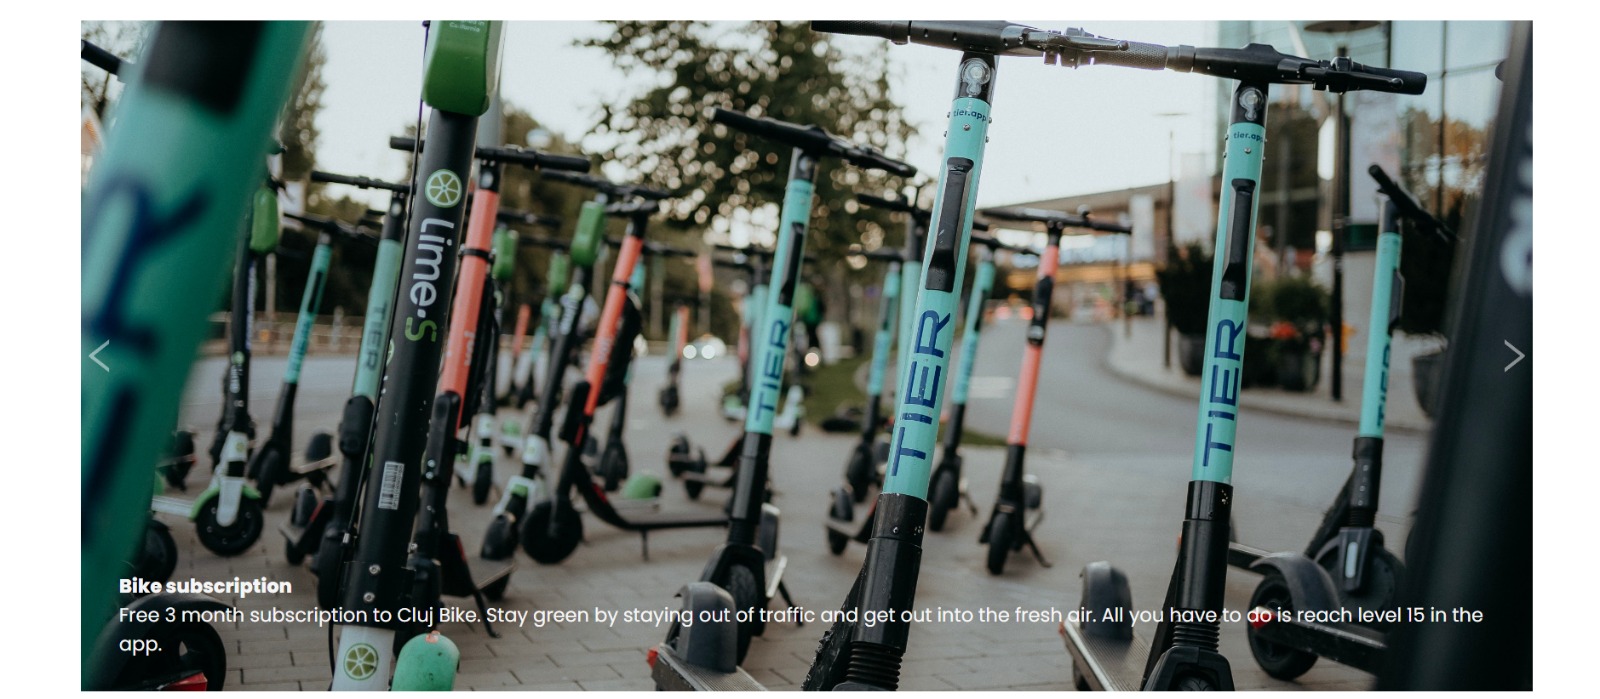 Lime-S
TIER
TIER
tier.app
TIER
tier.app
TIER
TIER
Bike subscription
Free 3 month subscription to Cluj Bike. Stay green by staying out of traffic and get out into the fresh air. All you have to do is reach level 15 in the
app.